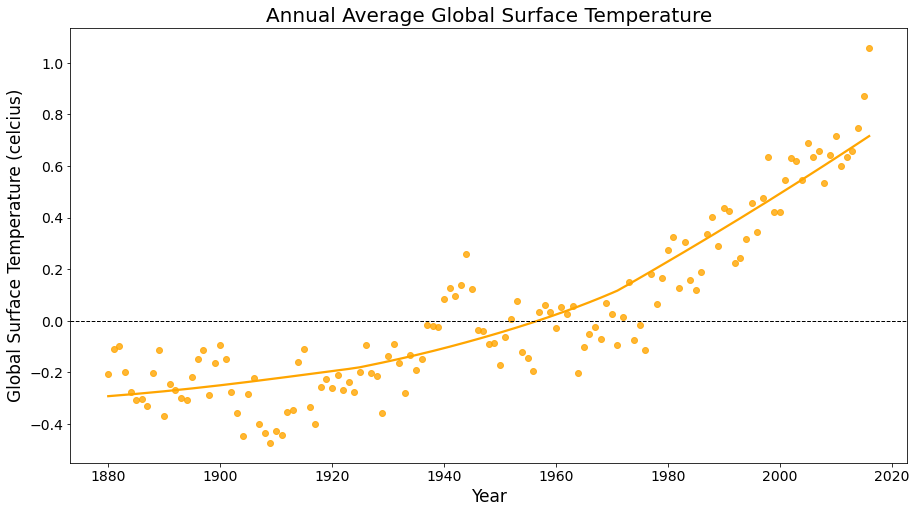 Annual Average Global Surface Temperature
Global Surface Temperature (celcius)
1.0
0.8
0.6
0.4
0.2
0.0
−0.2
−0.4
1880 1900 1920 1940 1960 1980 2000 2020
Year